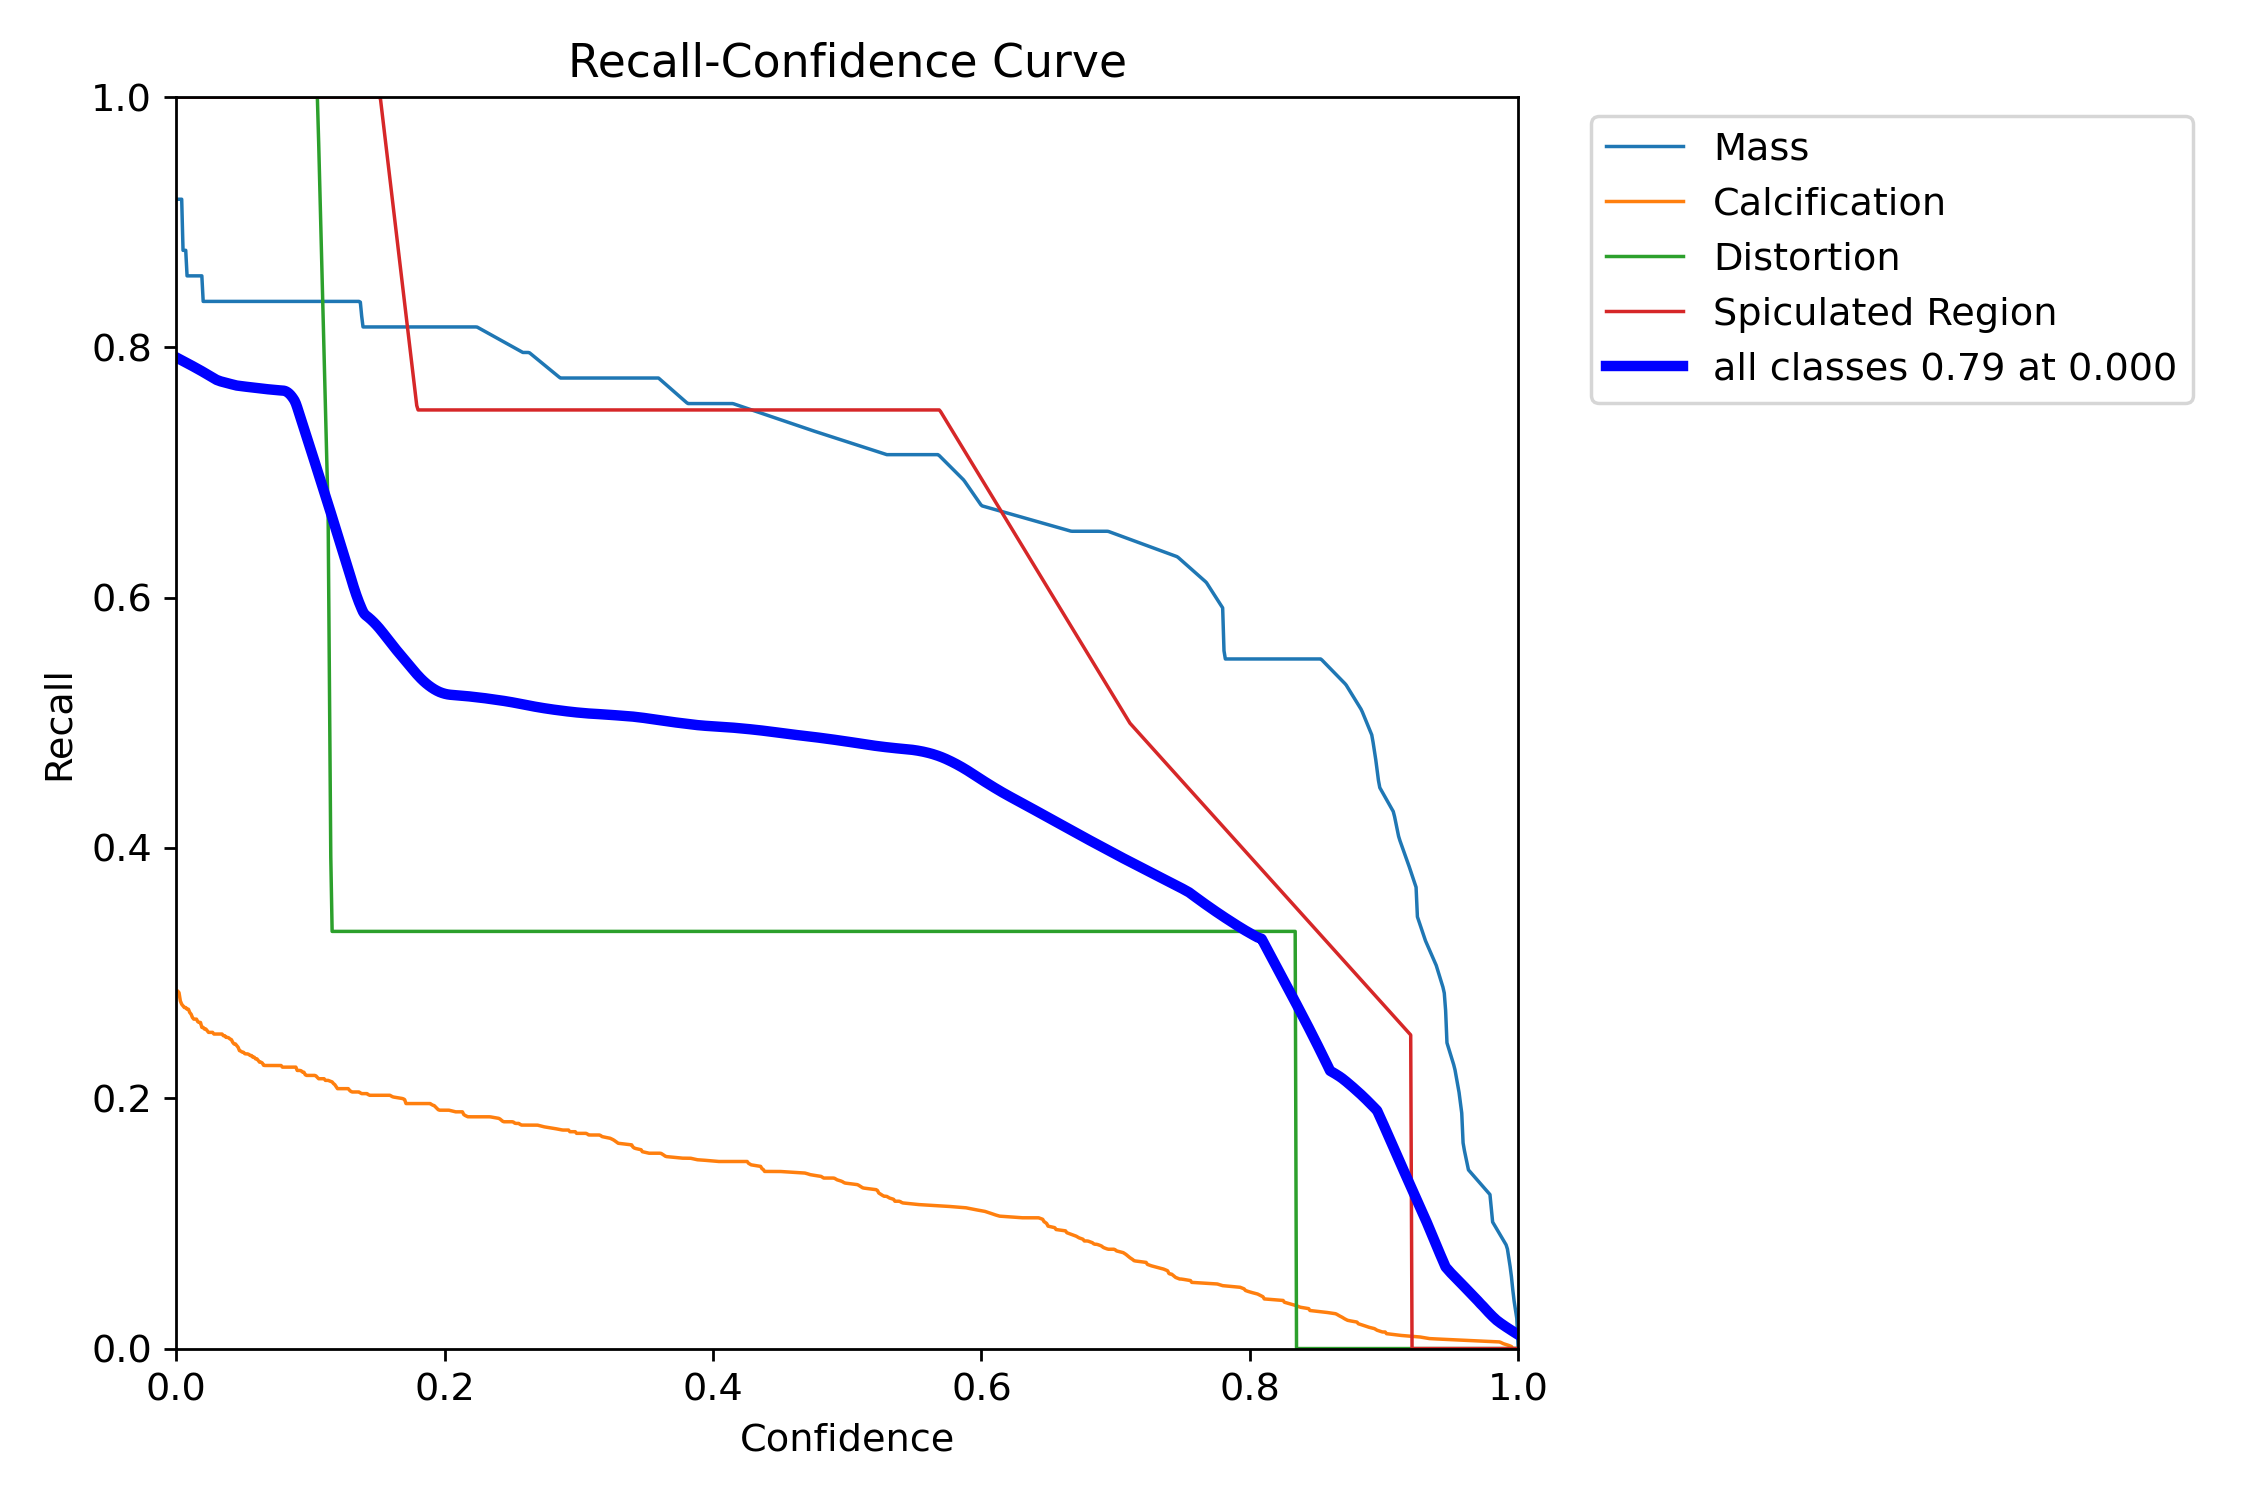 Recall-Confidence Curve
1.0
0.8
0.6
0.4
0.2
0.0
Recall
0.0 0.2 0.4 0.6 0.8 1.0
Confidence
Mass
Calcification
Distortion
Spiculated Region
all classes 0.79 at 0.000